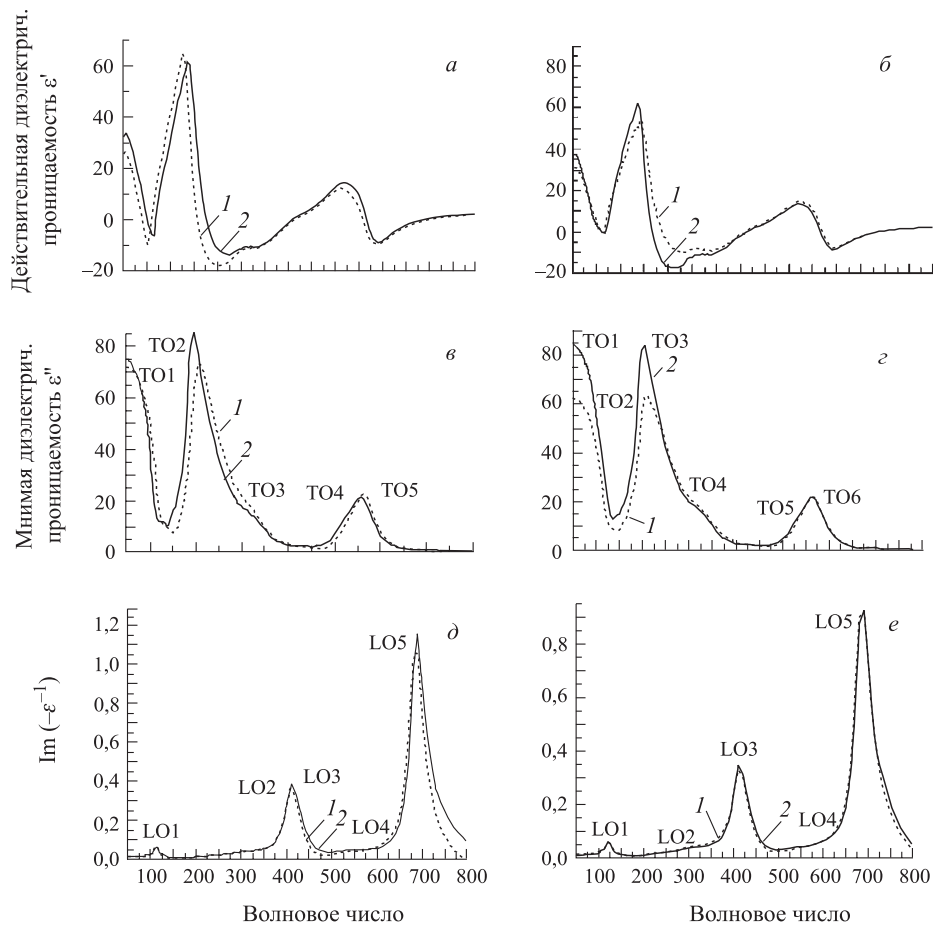 Действительная диэлектрич.
проницаемость ε'
60
40
20
0
–20
а
1
2
80
60
40
20
0
–20
б
1
2
Мнимая диэлектрич.
проницаемость ε"
80
60
40
20
0
TO2
TO1
в
1
2
TO3
TO4
TO5
80
60
40
20
0
TO1
TO3
2
г
TO2
TO4
1
TO5
TO6
Im (–ε⁻¹)
1,2
1,0
0,8
0,6
0,4
0,2
0,0
д
LO5
LO2
LO3
1
2
LO1
LO4
100 200 300 400 500 600 700 800
Волновое число
0,8
0,6
0,4
0,2
0,0
LO5
е
LO3
1
2
LO1
LO2
LO4
100 200 300 400 500 600 700 800
Волновое число